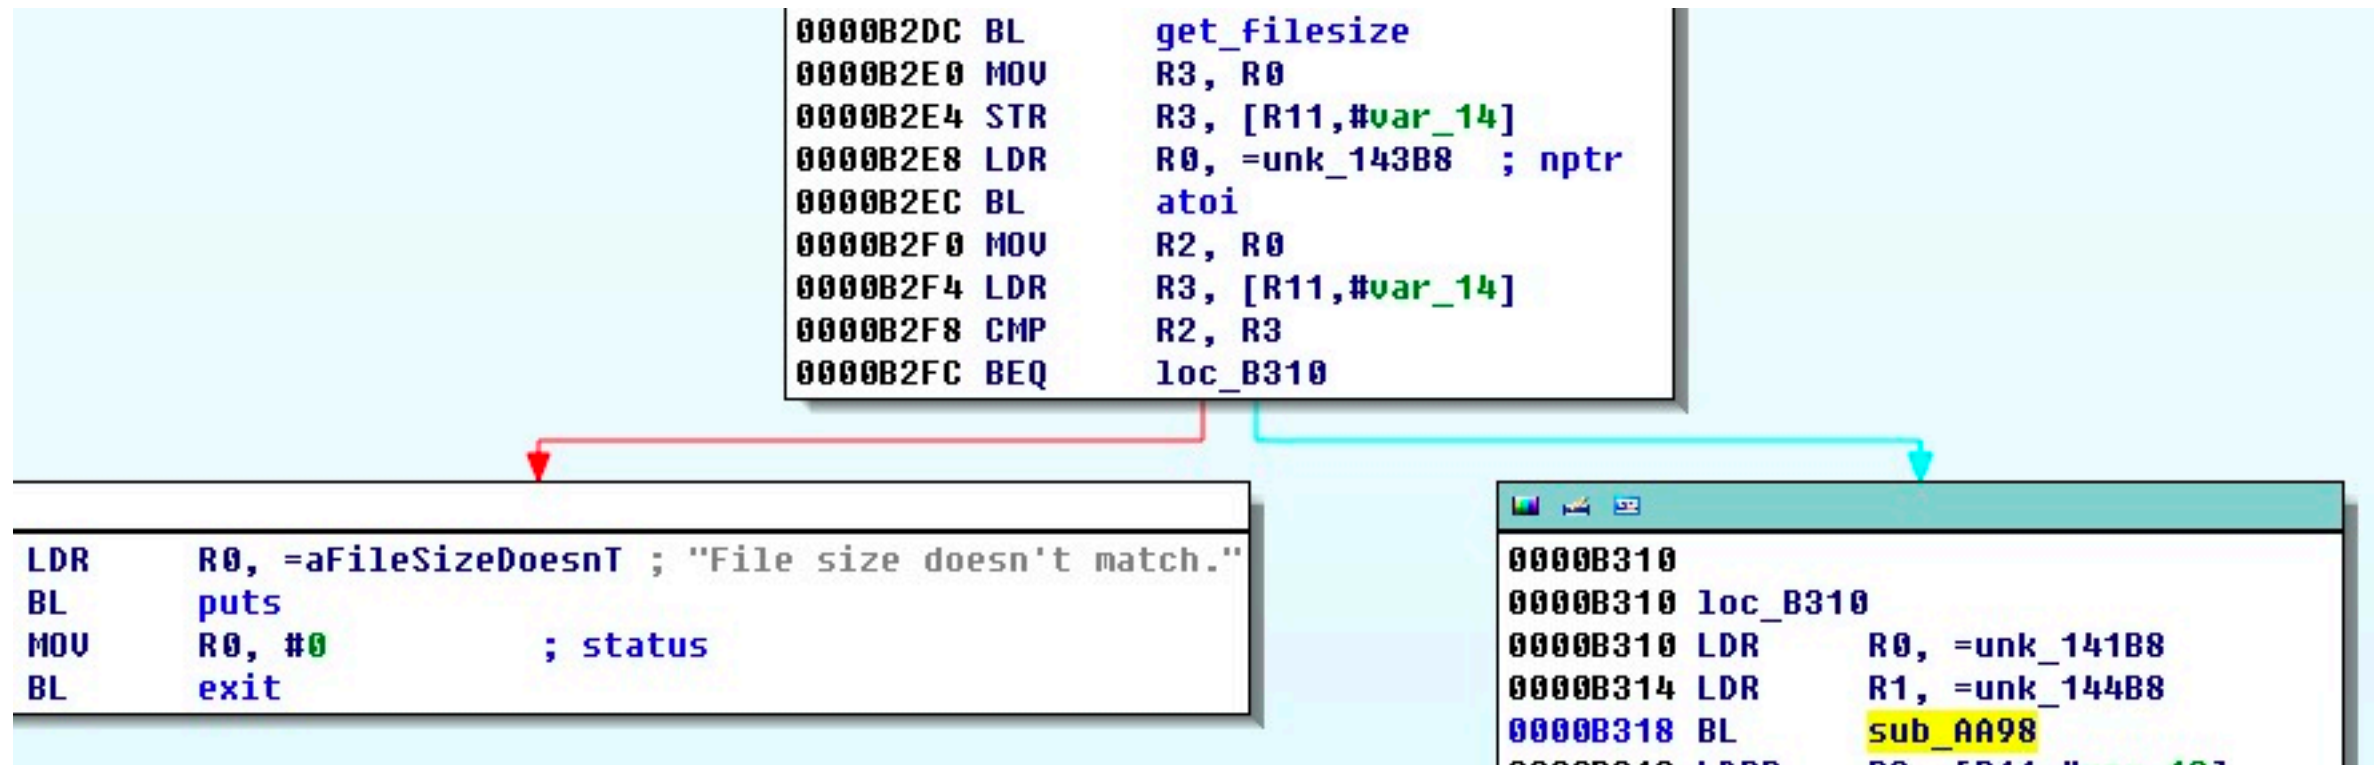 0000B2DC BL get_filesize
0000B2E0 MOV R3, R0
0000B2E4 STR R3, [R11,#var_14]
0000B2E8 LDR R0, =unk_143B8 ; nptr
0000B2EC BL atoi
0000B2F0 MOV R2, R0
0000B2F4 LDR R3, [R11,#var_14]
0000B2F8 CMP R2, R3
0000B2FC BEQ loc_B310
LDR R0, =aFileSizeDoesnT ; "File size doesn't match."
BL puts
MOV R0, #0 ; status
BL exit
0000B310
0000B310 loc_B310
0000B310 LDR R0, =unk_141B8
0000B314 LDR R1, =unk_144B8
0000B318 BL sub_AA98